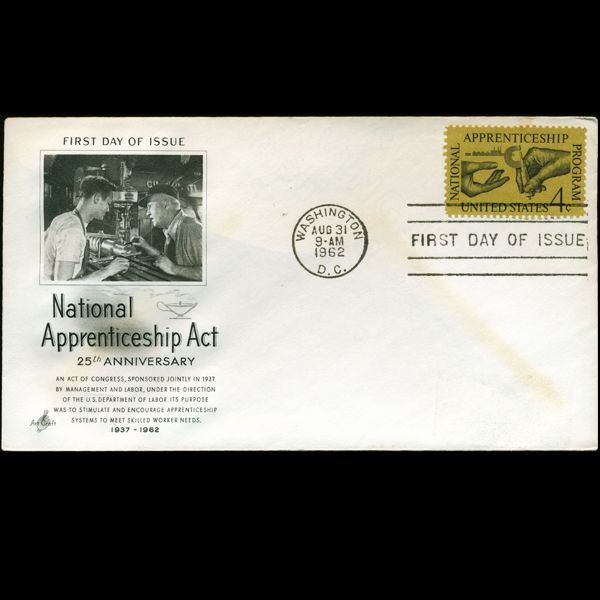 FIRST DAY OF ISSUE
National
Apprenticeship Act
25th ANNIVERSARY
AN ACT OF CONGRESS, SPONSORED JOINTLY IN 1937
BY MANAGEMENT AND LABOR, UNDER THE DIRECTION
OF THE U.S. DEPARTMENT OF LABOR. ITS PURPOSE
WAS TO STIMULATE AND ENCOURAGE APPRENTICESHIP
SYSTEMS TO MEET SKILLED WORKER NEEDS.
1937 - 1962
Art Craft
WASHINGTON
AUG 31
9-AM
1962
D.C.
NATIONAL
APPRENTICESHIP
PROGRAM
UNITED STATES 4c
FIRST DAY OF ISSUE